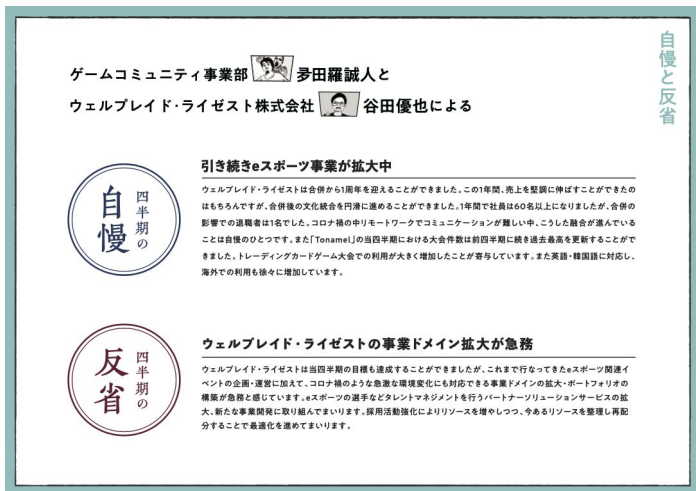 自慢と反省
ゲームコミュニティ事業部 夛田羅誠人と
ウェルプレイド・ライゼスト株式会社 谷田優也による
四半期の
自慢
引き続きeスポーツ事業が拡大中
ウェルプレイド・ライゼストは合併から1周年を迎えることができました。この1年間、売上を堅調に伸ばすことができたの
はもちろんですが、合併後の文化統合を円滑に進めることができました。1年間で社員は60名以上になりましたが、合併の
影響での退職者は1名でした。コロナ禍の中リモートワークでコミュニケーションが難しい中、こうした融合が進んでいる
ことは自慢のひとつです。また「Tonamel」の当四半期における大会件数は前四半期に続き過去最高を更新することがで
きました。トレーディングカードゲーム大会での利用が大きく増加したことが寄与しています。また英語・韓国語に対応し、
海外での利用も徐々に増加しています。
四半期の
反省
ウェルプレイド・ライゼストの事業ドメイン拡大が急務
ウェルプレイド・ライゼストは当四半期の目標も達成することができましたが、これまで行なってきたeスポーツ関連イ
ベントの企画・運営に加えて、コロナ禍のような急激な環境変化にも対応できる事業ドメインの拡大・ポートフォリオの
構築が急務と感じています。eスポーツの選手などタレントマネジメントを行うパートナーソリューションサービスの拡
大、新たな事業開発に取り組んでまいります。採用活動強化によりリソースを増やしつつ、今あるリソースを整理し再配
分することで最適化を進めてまいります。